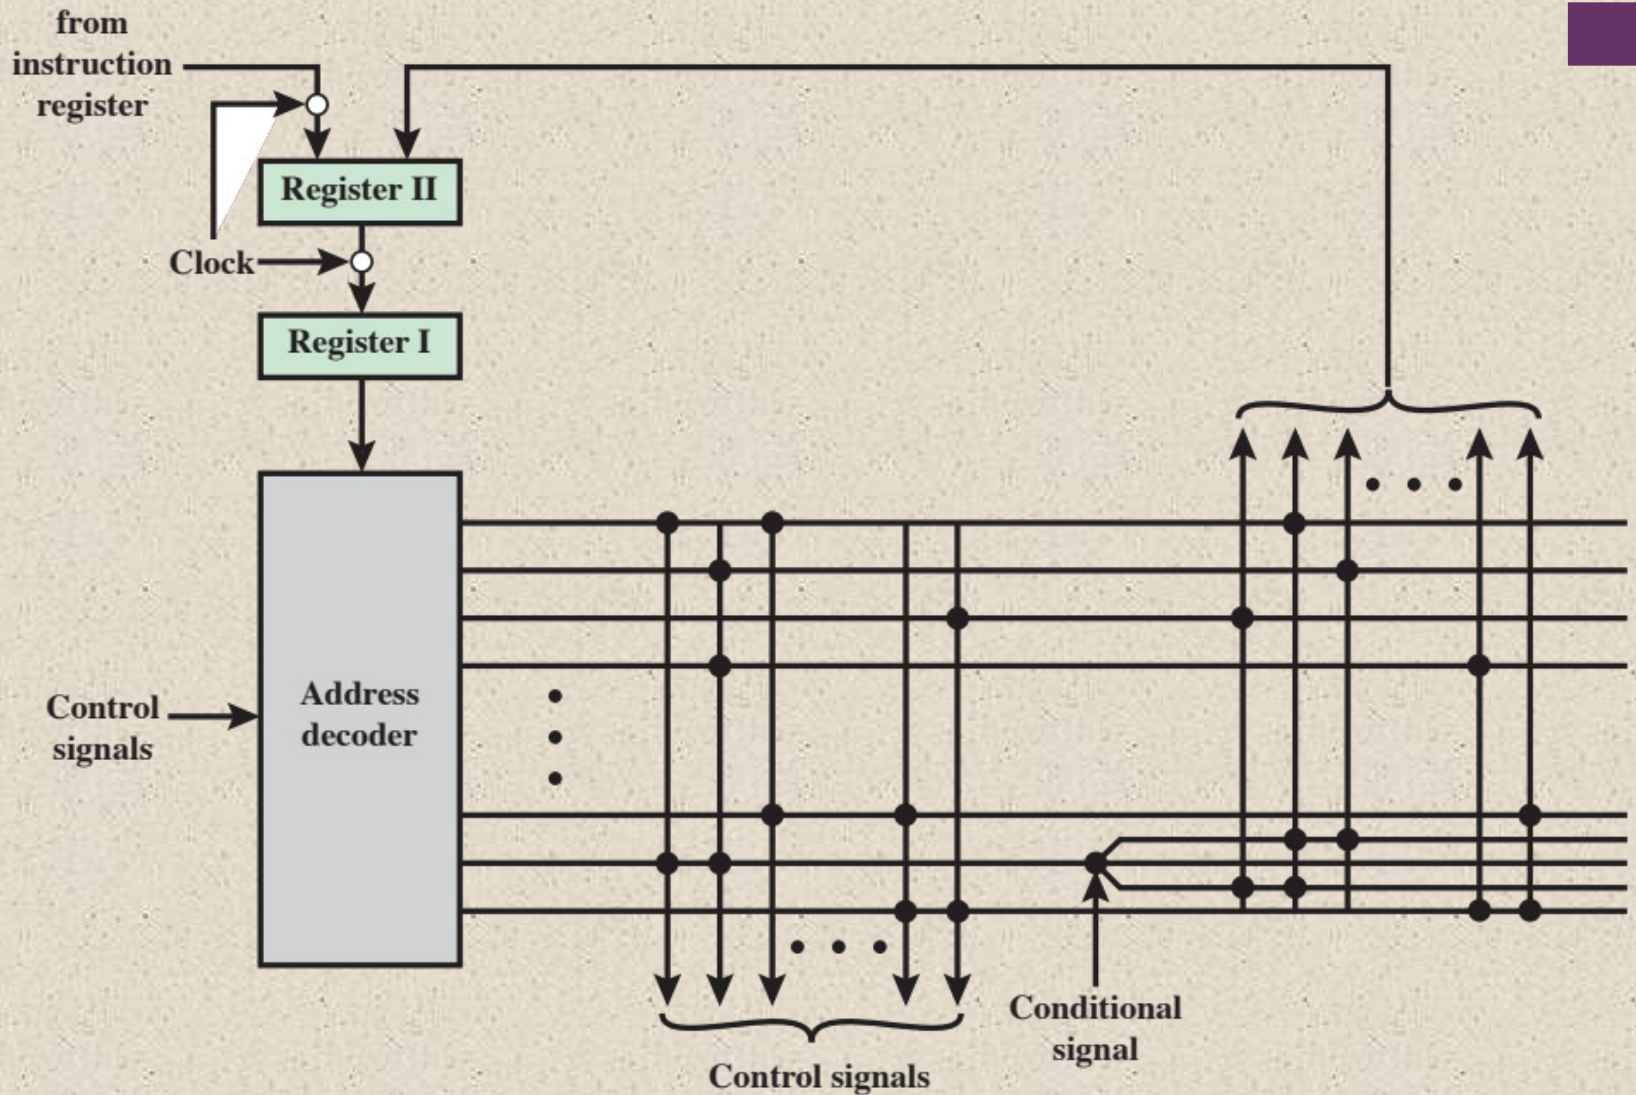 from
instruction
register
Register II
Clock
Register I
Address
decoder
Control
signals
Conditional
signal
Control signals